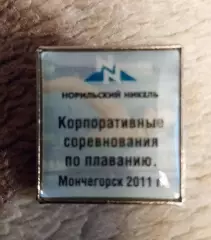 НОРИЛЬСКИЙ НИКЕЛЬ
Корпоративные
соревнования
по плаванию.
Мончегорск 2011 г.